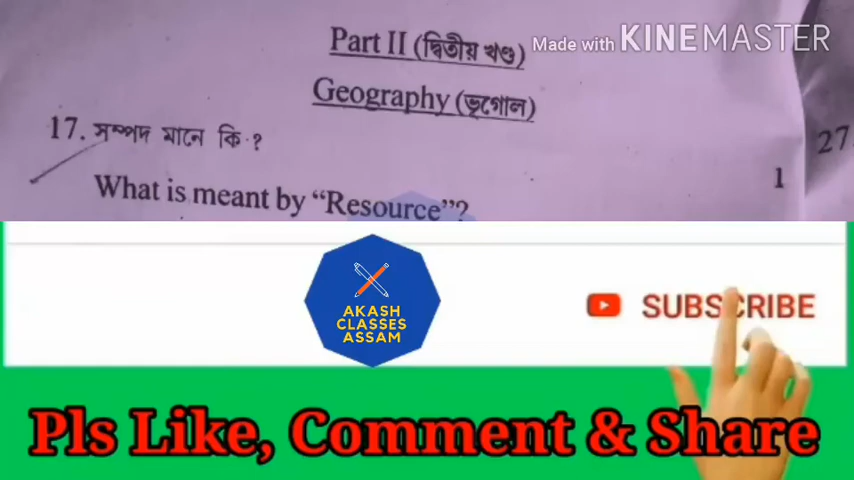 Part II (দ্বিতীয় খণ্ড)
Made with KINEMASTER
Geography (ভূগোল)
17. সম্পদ মানে কি ?
27
What is meant by “Resource”?
1
AKASH
CLASSES
ASSAM
SUBSCRIBE
Pls Like, Comment & Share